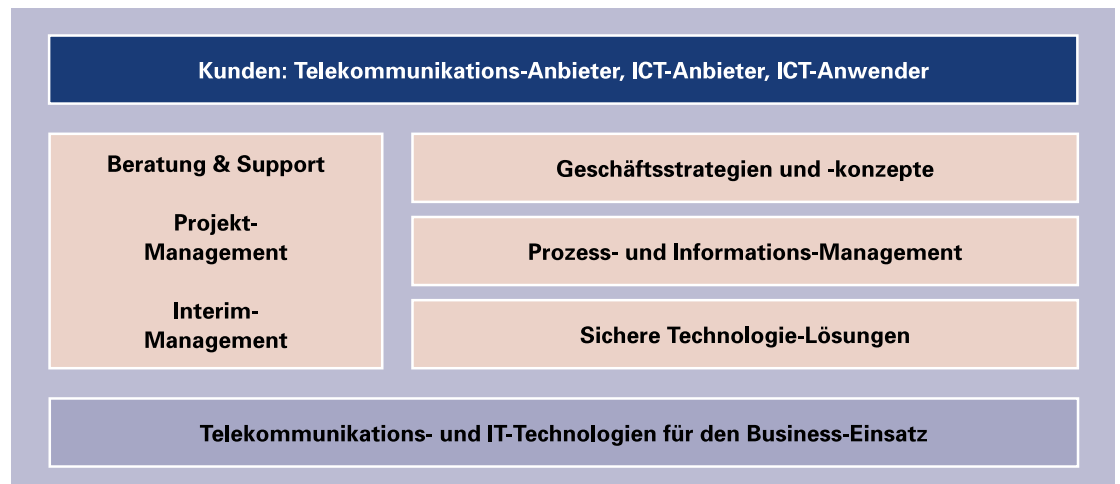 Kunden: Telekommunikations-Anbieter, ICT-Anbieter, ICT-Anwender
Beratung & Support
Projekt-
Management
Interim-
Management
Geschäftsstrategien und -konzepte
Prozess- und Informations-Management
Sichere Technologie-Lösungen
Telekommunikations- und IT-Technologien für den Business-Einsatz